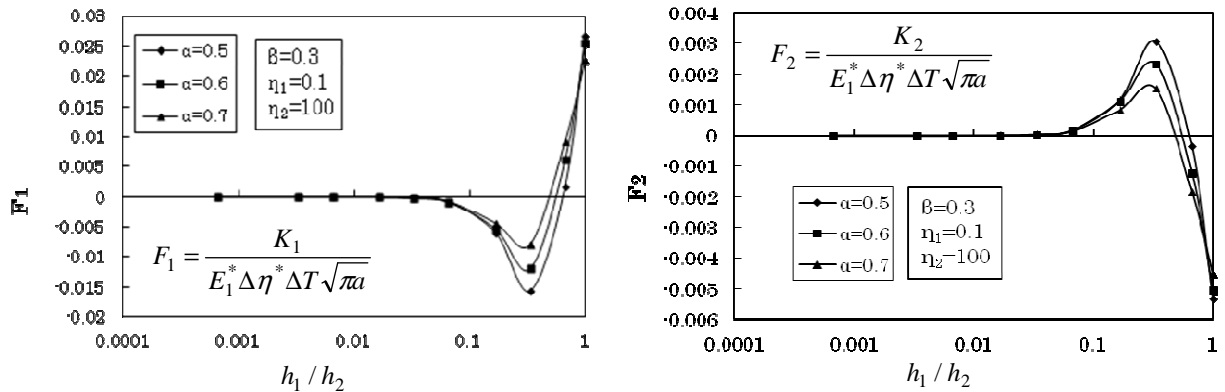 0.03
0.025
0.02
0.015
0.01
0.005
0
-0.005
-0.01
-0.015
-0.02
F1
α=0.5
α=0.6
α=0.7
β=0.3
η₁=0.1
η₂=100
F₁ = K₁ / (E₁* Δη* ΔT √(πa))
0.0001 0.001 0.01 0.1 1
h₁ / h₂
0.004
0.003
0.002
0.001
0
-0.001
-0.002
-0.003
-0.004
-0.005
-0.006
F2
F₂ = K₂ / (E₁* Δη* ΔT √(πa))
α=0.5
α=0.6
α=0.7
β=0.3
η₁=0.1
η₂=100
0.0001 0.001 0.01 0.1 1
h₁ / h₂